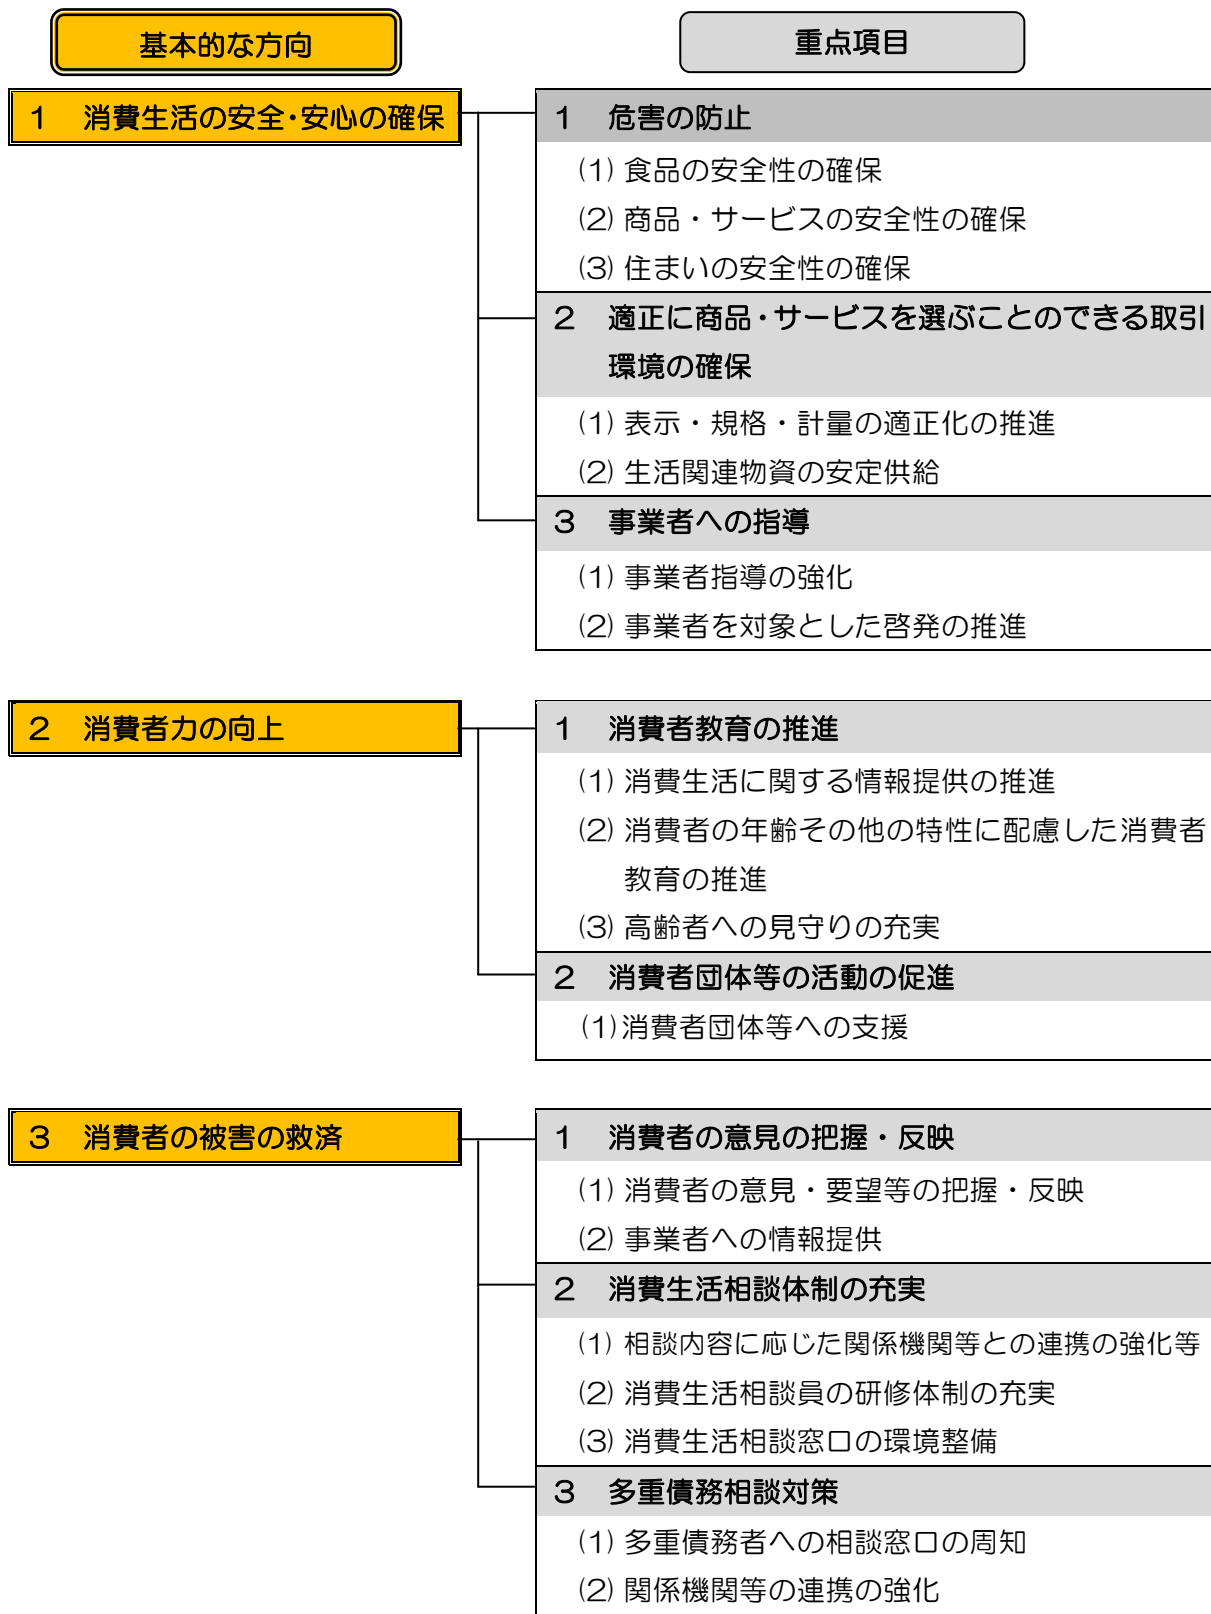 基本的な方向
重点項目
1 消費生活の安全・安心の確保
1 危害の防止
(1) 食品の安全性の確保
(2) 商品・サービスの安全性の確保
(3) 住まいの安全性の確保
2 適正に商品・サービスを選ぶことのできる取引
環境の確保
(1) 表示・規格・計量の適正化の推進
(2) 生活関連物資の安定供給
3 事業者への指導
(1) 事業者指導の強化
(2) 事業者を対象とした啓発の推進
2 消費者力の向上
1 消費者教育の推進
(1) 消費生活に関する情報提供の推進
(2) 消費者の年齢その他の特性に配慮した消費者
教育の推進
(3) 高齢者への見守りの充実
2 消費者団体等の活動の促進
(1)消費者団体等への支援
3 消費者の被害の救済
1 消費者の意見の把握・反映
(1) 消費者の意見・要望等の把握・反映
(2) 事業者への情報提供
2 消費生活相談体制の充実
(1) 相談内容に応じた関係機関等との連携の強化等
(2) 消費生活相談員の研修体制の充実
(3) 消費生活相談窓口の環境整備
3 多重債務相談対策
(1) 多重債務者への相談窓口の周知
(2) 関係機関等の連携の強化